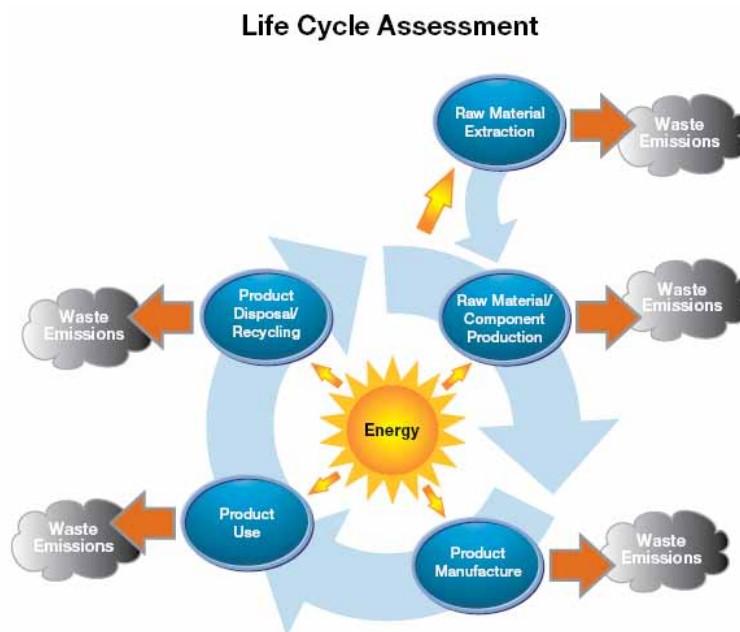 Life Cycle Assessment
Raw Material
Extraction
Waste
Emissions
Product
Disposal/
Recycling
Waste
Emissions
Raw Material/
Component
Production
Waste
Emissions
Energy
Product
Use
Waste
Emissions
Product
Manufacture
Waste
Emissions